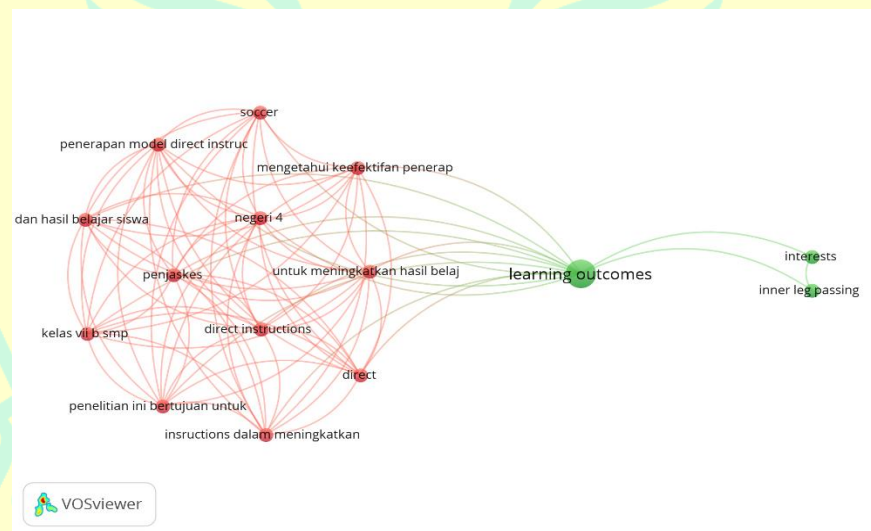 soccer
penerapan model direct instruc
mengetahui keefektifan penerap
dan hasil belajar siswa
negeri 4
penjaskes
untuk meningkatkan hasil belaj
learning outcomes
interests
inner leg passing
kelas vii b smp
direct instructions
direct
penelitian ini bertujuan untuk
insructions dalam meningkatkan
VOSviewer